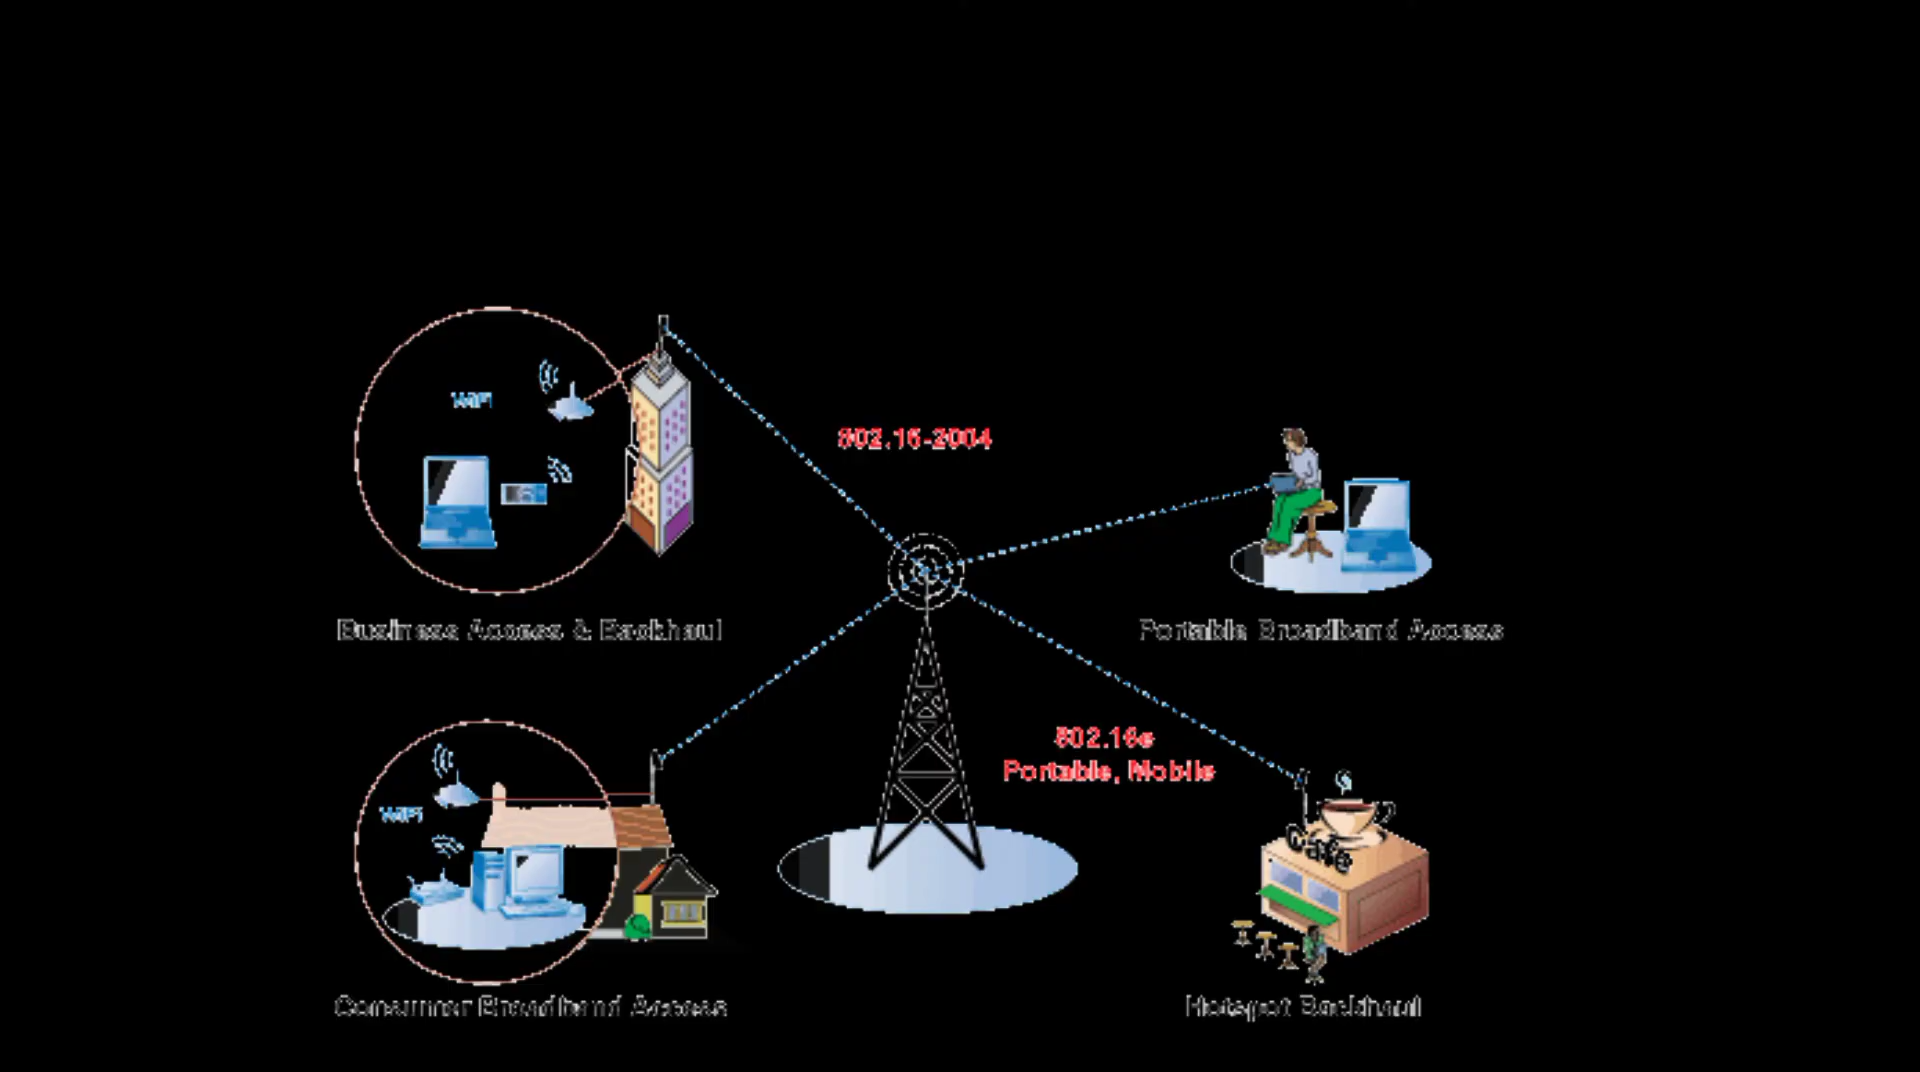 WiFi
802.16-2004
Business Access & Backhaul
Portable Broadband Access
802.16e
Portable, Mobile
WiFi
Cafe
Consumer Broadband Access
Hotspot Backhaul